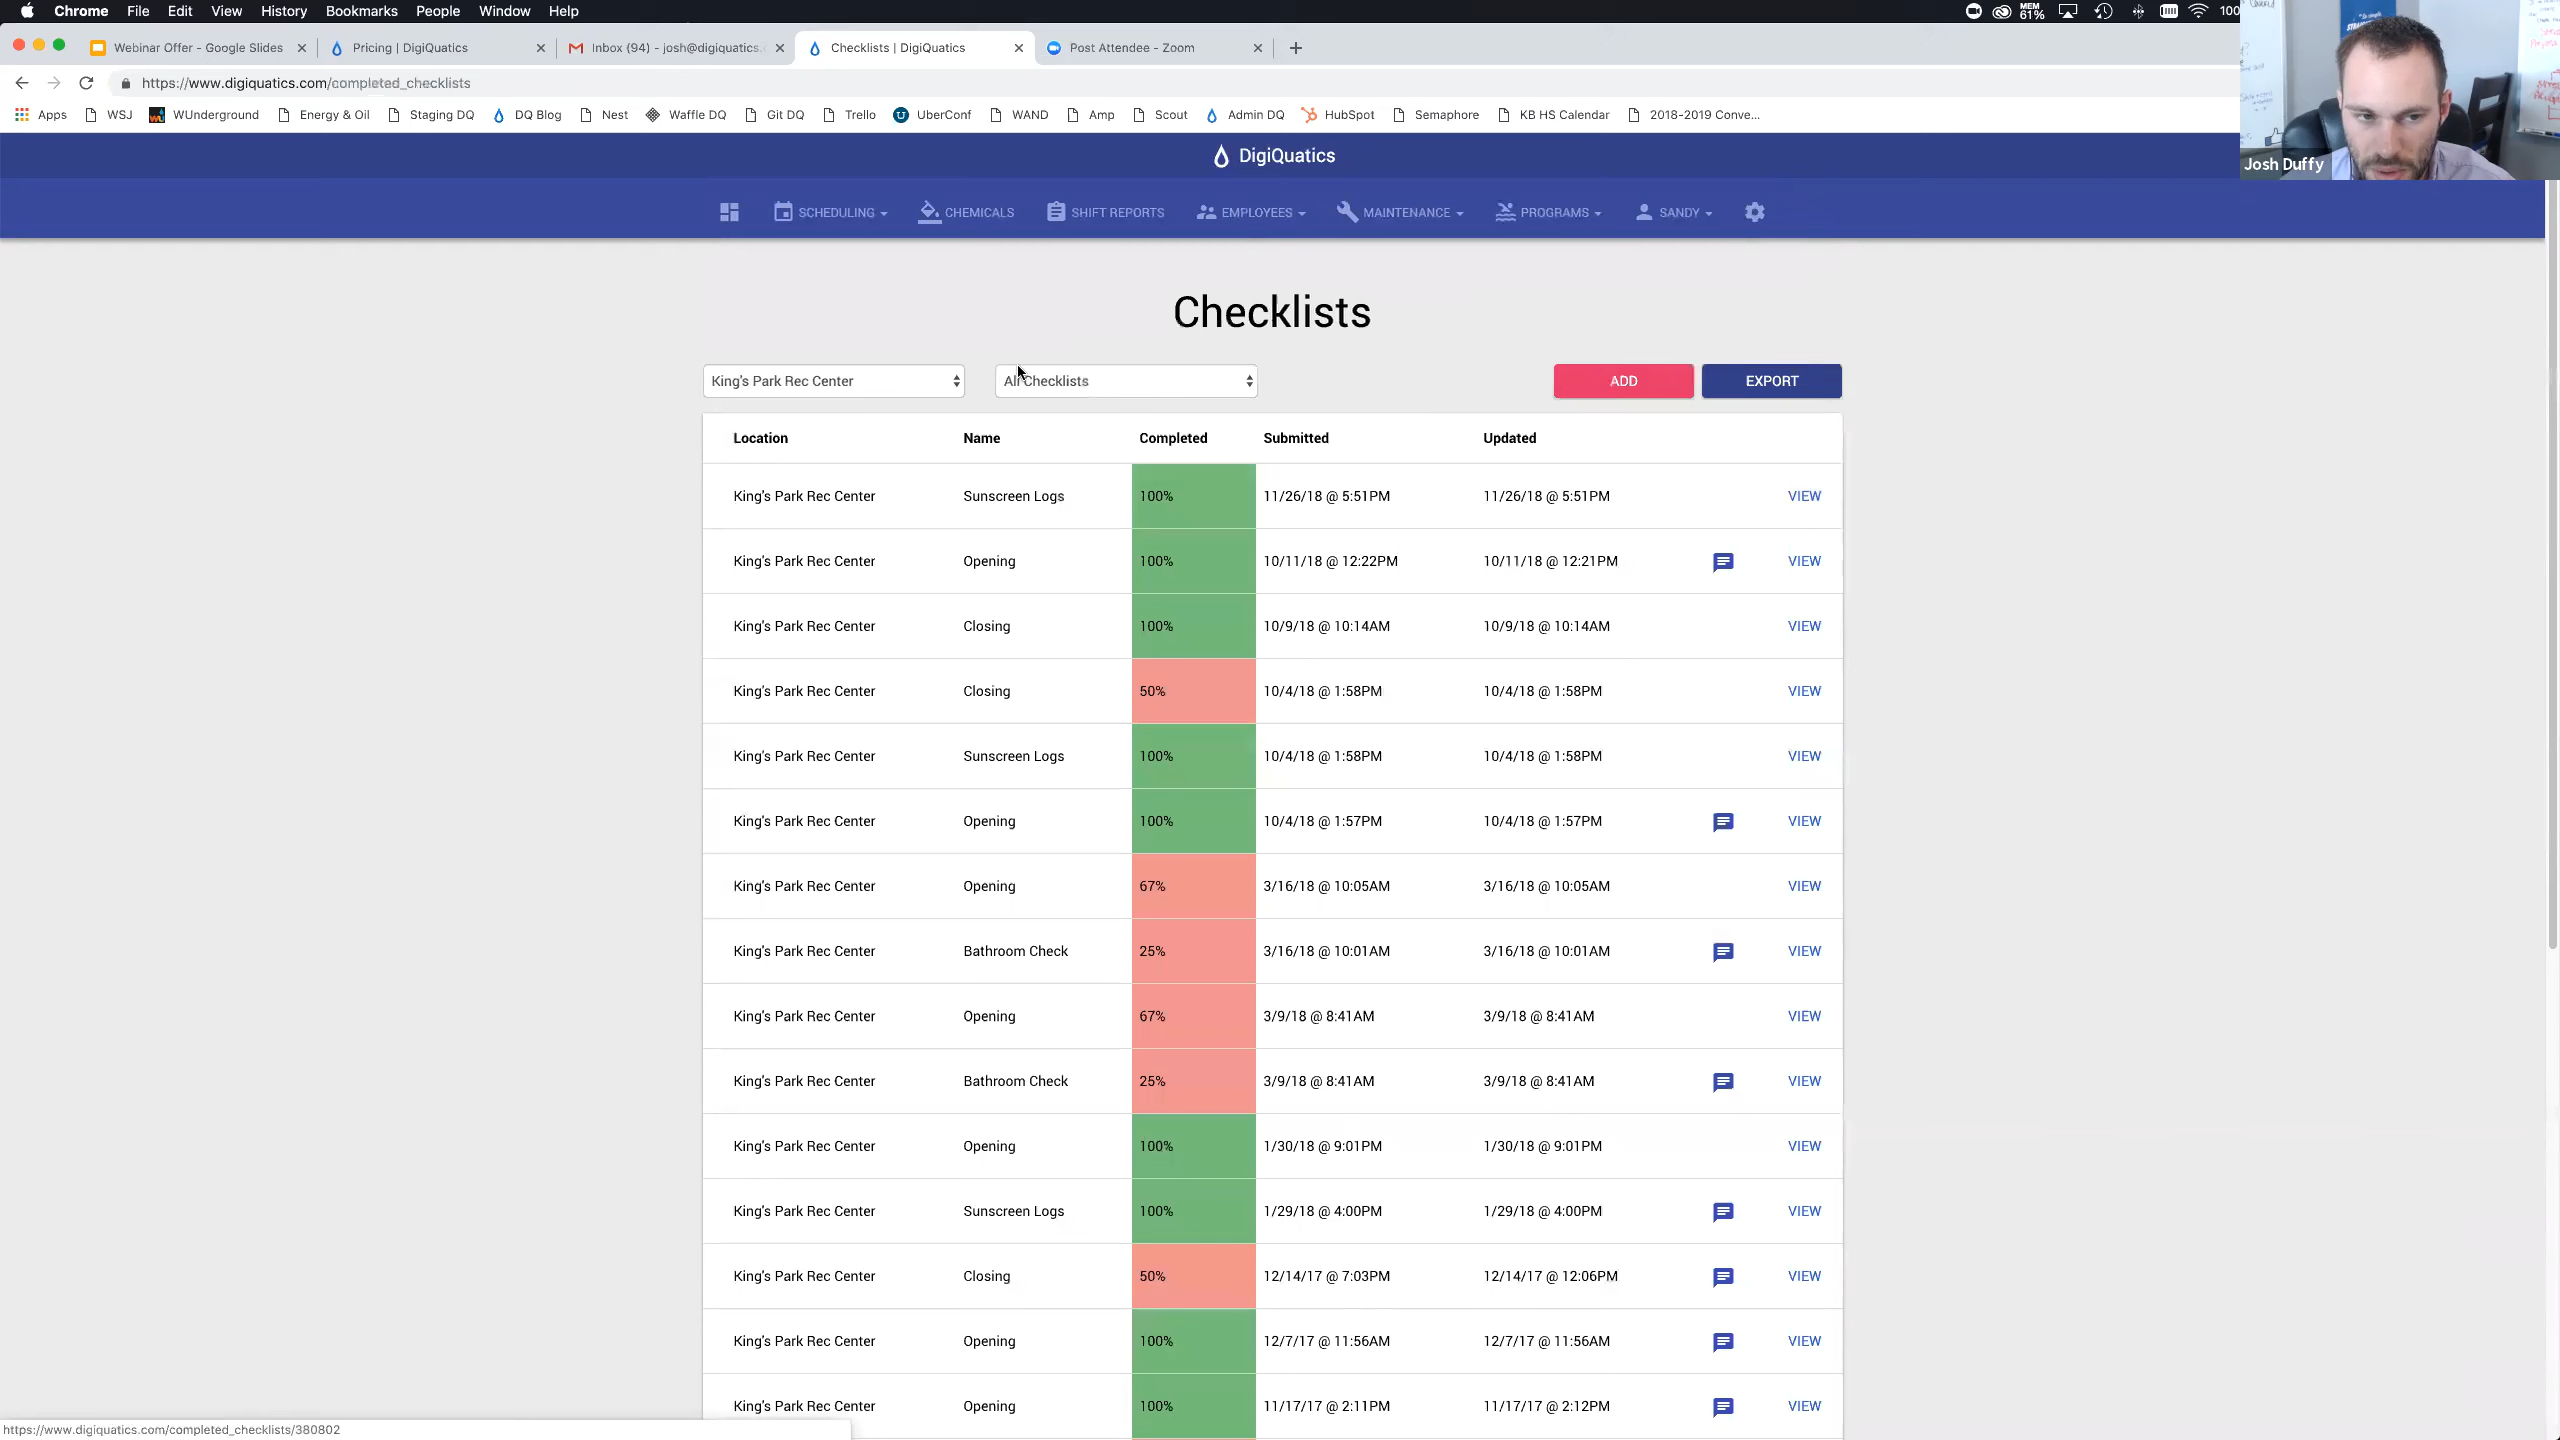 Chrome File Edit View History Bookmarks People Window Help MEM 61% 100
Webinar Offer - Google Slides Pricing | DigiQuatics Inbox (94) - josh@digiquatics. Checklists | DigiQuatics Post Attendee - Zoom
https://www.digiquatics.com/completed_checklists
Apps WSJ WUnderground Energy & Oil Staging DQ DQ Blog Nest Waffle DQ Git DQ Trello UberConf WAND Amp Scout Admin DQ HubSpot Semaphore KB HS Calendar 2018-2019 Conve...
DigiQuatics
Josh Duffy
SCHEDULING CHEMICALS SHIFT REPORTS EMPLOYEES MAINTENANCE PROGRAMS SANDY
Checklists
King's Park Rec Center All Checklists ADD EXPORT
Location Name Completed Submitted Updated
King's Park Rec Center Sunscreen Logs 100% 11/26/18 @ 5:51PM 11/26/18 @ 5:51PM VIEW
King's Park Rec Center Opening 100% 10/11/18 @ 12:22PM 10/11/18 @ 12:21PM VIEW
King's Park Rec Center Closing 100% 10/9/18 @ 10:14AM 10/9/18 @ 10:14AM VIEW
King's Park Rec Center Closing 50% 10/4/18 @ 1:58PM 10/4/18 @ 1:58PM VIEW
King's Park Rec Center Sunscreen Logs 100% 10/4/18 @ 1:58PM 10/4/18 @ 1:58PM VIEW
King's Park Rec Center Opening 100% 10/4/18 @ 1:57PM 10/4/18 @ 1:57PM VIEW
King's Park Rec Center Opening 67% 3/16/18 @ 10:05AM 3/16/18 @ 10:05AM VIEW
King's Park Rec Center Bathroom Check 25% 3/16/18 @ 10:01AM 3/16/18 @ 10:01AM VIEW
King's Park Rec Center Opening 67% 3/9/18 @ 8:41AM 3/9/18 @ 8:41AM VIEW
King's Park Rec Center Bathroom Check 25% 3/9/18 @ 8:41AM 3/9/18 @ 8:41AM VIEW
King's Park Rec Center Opening 100% 1/30/18 @ 9:01PM 1/30/18 @ 9:01PM VIEW
King's Park Rec Center Sunscreen Logs 100% 1/29/18 @ 4:00PM 1/29/18 @ 4:00PM VIEW
King's Park Rec Center Closing 50% 12/14/17 @ 7:03PM 12/14/17 @ 12:06PM VIEW
King's Park Rec Center Opening 100% 12/7/17 @ 11:56AM 12/7/17 @ 11:56AM VIEW
King's Park Rec Center Opening 100% 11/17/17 @ 2:11PM 11/17/17 @ 2:12PM VIEW
https://www.digiquatics.com/completed_checklists/380802